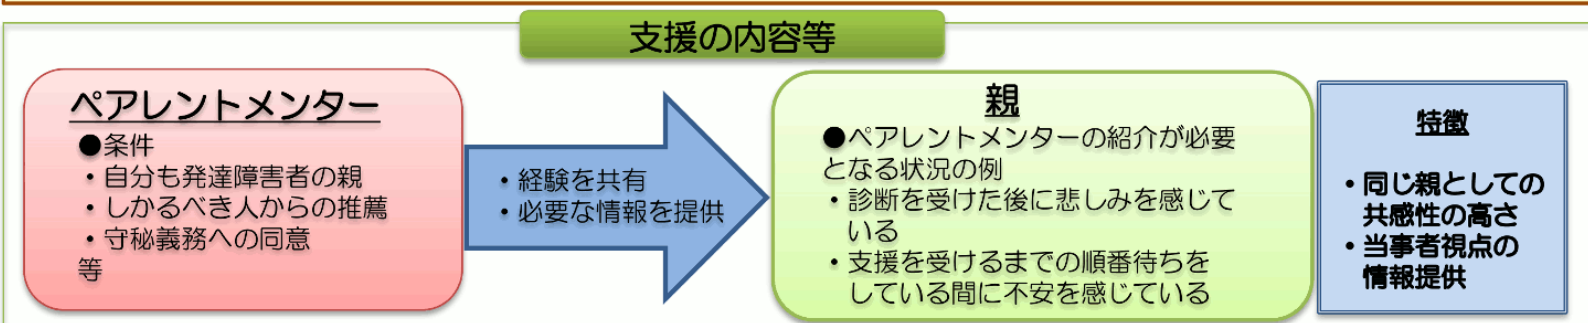 支援の内容等
ペアレントメンター
●条件
・自分も発達障害者の親
・しかるべき人からの推薦
・守秘義務への同意
等
・経験を共有
・必要な情報を提供
親
●ペアレントメンターの紹介が必要
となる状況の例
・診断を受けた後に悲しみを感じて
いる
・支援を受けるまでの順番待ちを
している間に不安を感じている
特徴
・同じ親としての
共感性の高さ
・当事者視点の
情報提供